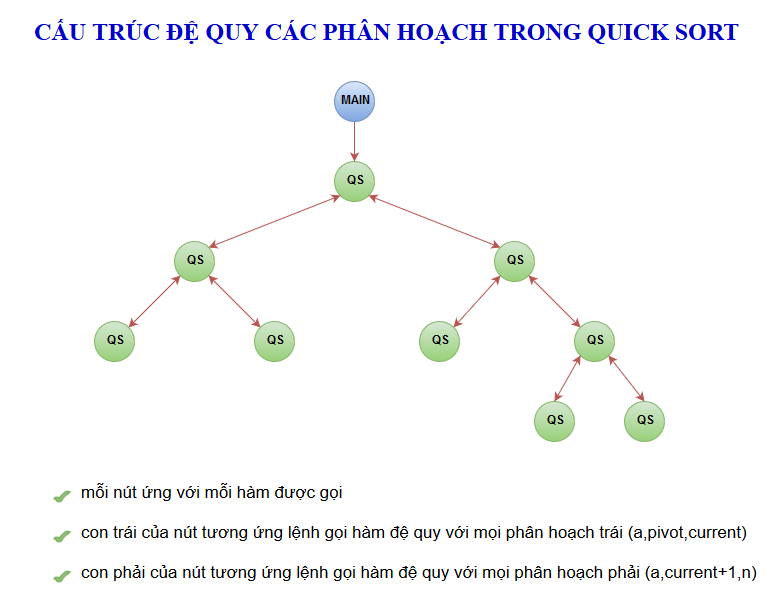 CẤU TRÚC ĐỆ QUY CÁC PHÂN HOẠCH TRONG QUICK SORT
MAIN
QS
QS
QS
QS
QS
QS
QS
QS
QS
mỗi nút ứng với mỗi hàm được gọi
con trái của nút tương ứng lệnh gọi hàm đệ quy với mọi phân hoạch trái (a,pivot,current)
con phải của nút tương ứng lệnh gọi hàm đệ quy với mọi phân hoạch phải (a,current+1,n)